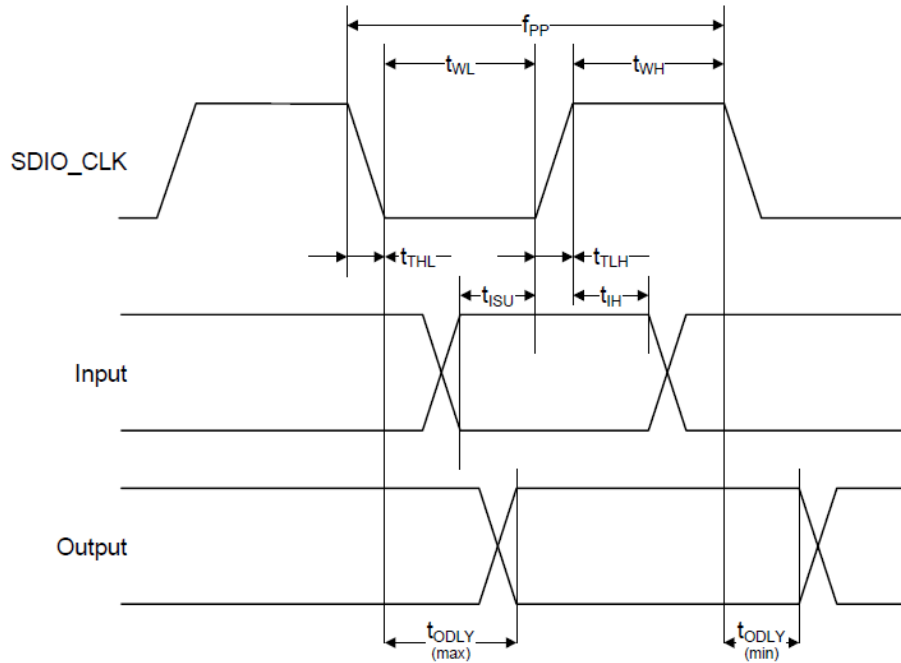 fPP
tWL tWH
SDIO_CLK
tTHL tTLH
tISU tIH
Input
Output
tODLY tODLY
(max) (min)